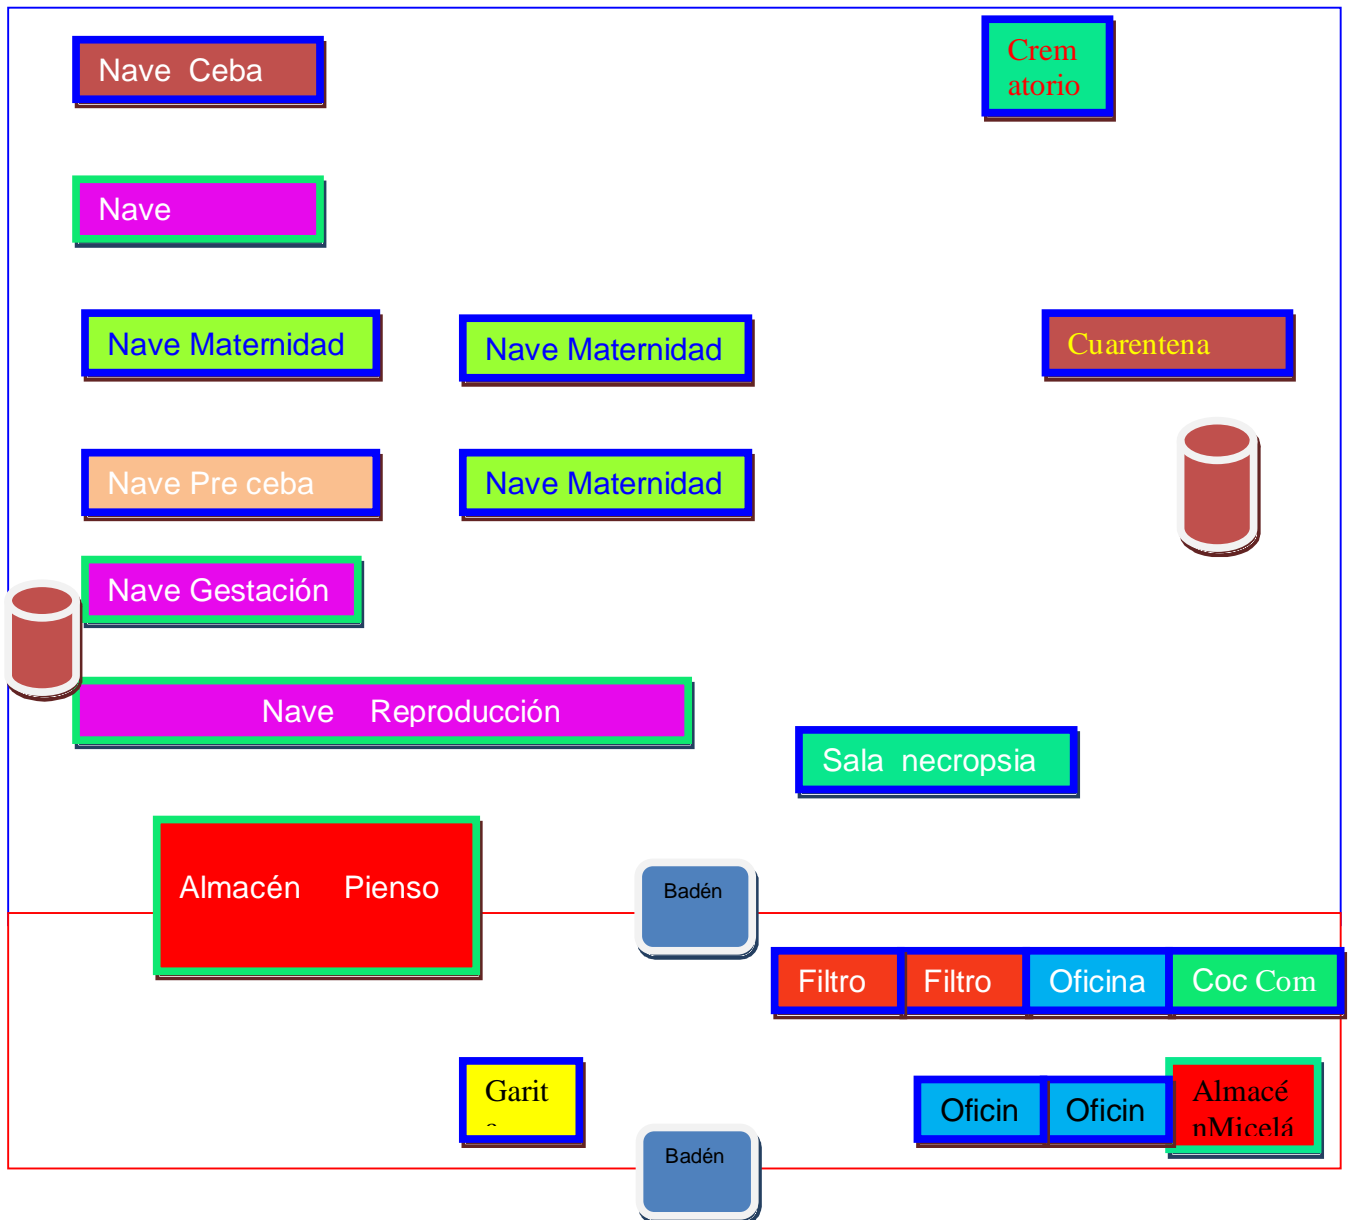 Nave Ceba
Crem
atorio
Nave
Nave Maternidad
Nave Maternidad
Cuarentena
Nave Pre ceba
Nave Maternidad
Nave Gestación
Nave Reproducción
Sala necropsia
Almacén Pienso
Badén
Filtro
Filtro
Oficina
Coc Com
Garit
Oficin
Oficin
Almacé
nMicelá
Badén